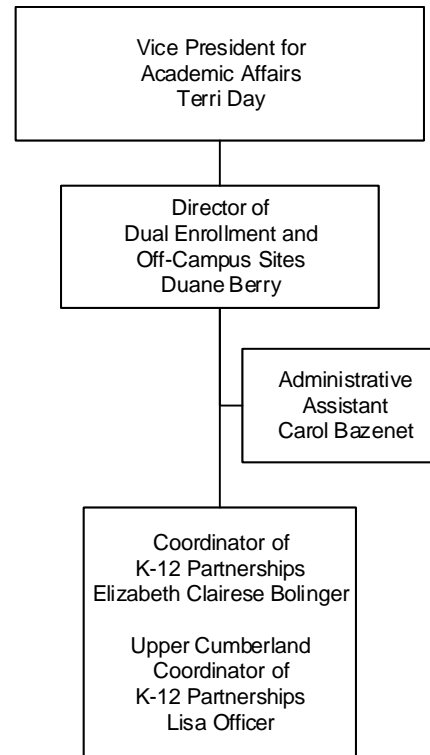 Vice President for
Academic Affairs
Terri Day
Director of
Dual Enrollment and
Off-Campus Sites
Duane Berry
Administrative
Assistant
Carol Bazenet
Coordinator of
K-12 Partnerships
Elizabeth Clairese Bolinger
Upper Cumberland
Coordinator of
K-12 Partnerships
Lisa Officer